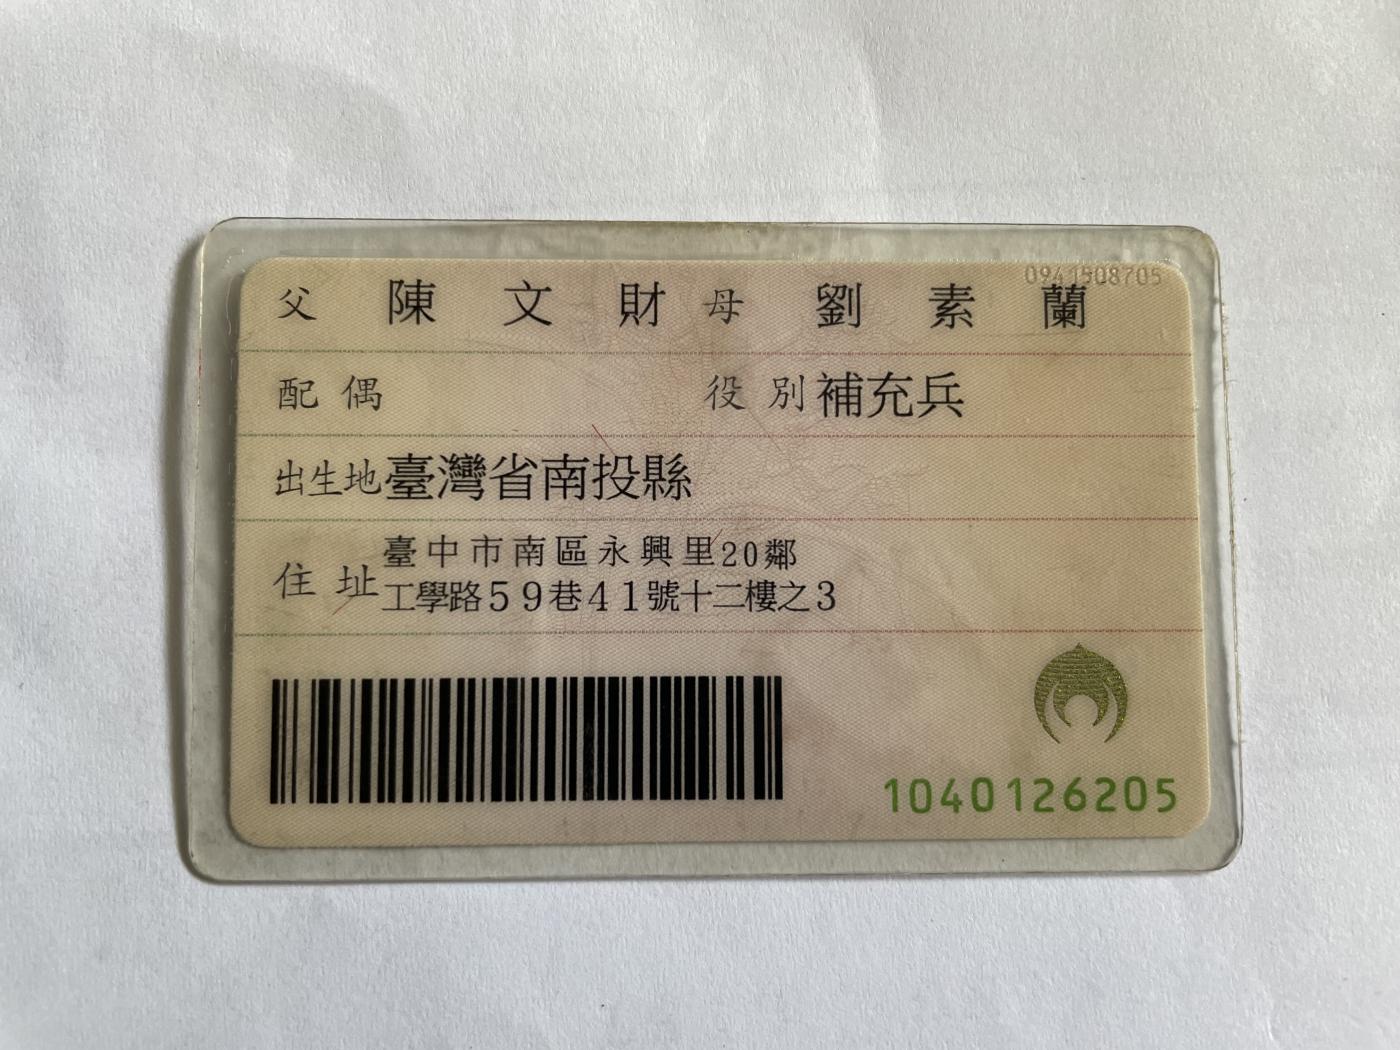 0941508705
父 陳文財 母 劉素蘭
配偶 役別 補充兵
出生地 臺灣省南投縣
住址 臺中市南區永興里20鄰
工學路59巷41號十二樓之3
1040126205